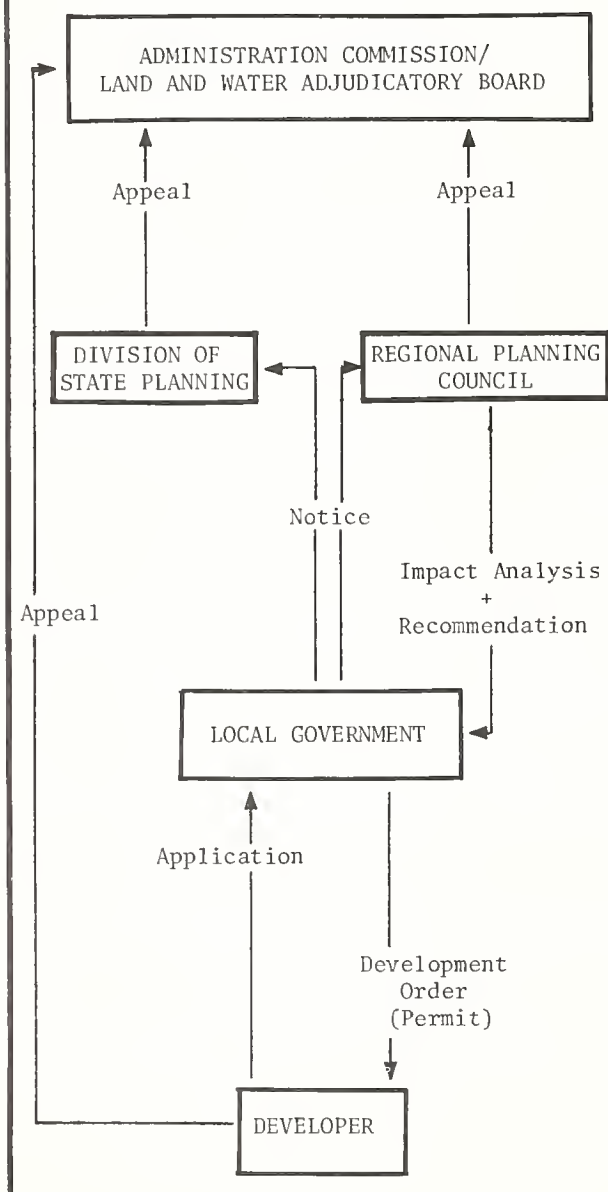 ADMINISTRATION COMMISSION/
LAND AND WATER ADJUDICATORY BOARD
Appeal
Appeal
DIVISION OF
STATE PLANNING
REGIONAL PLANNING
COUNCIL
Notice
Impact Analysis
+
Recommendation
Appeal
LOCAL GOVERNMENT
Application
Development
Order
(Permit)
DEVELOPER